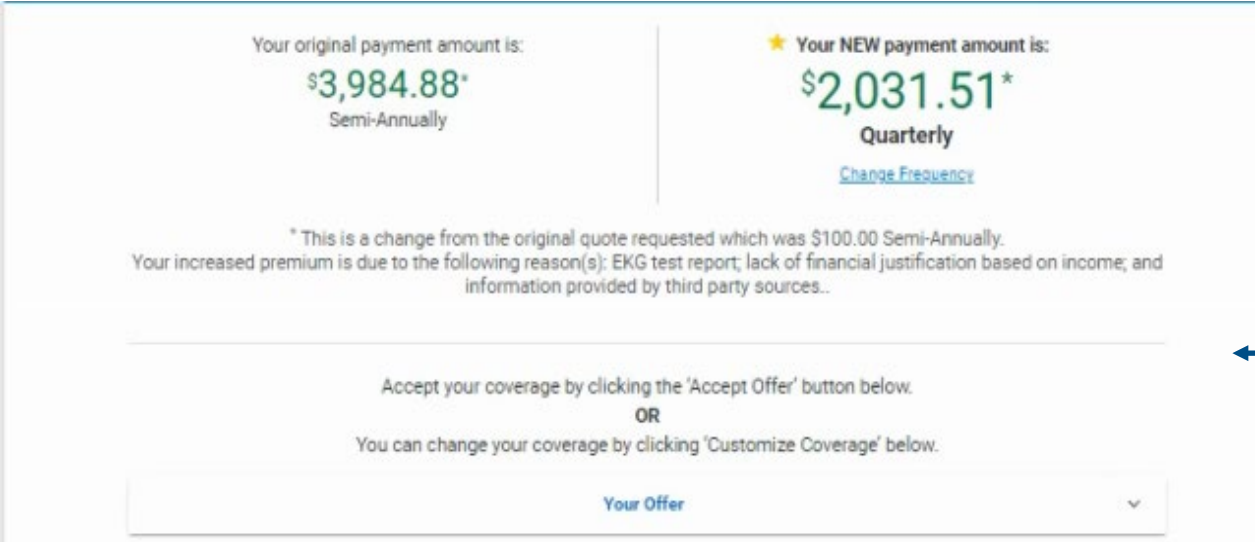 Your original payment amount is:
$3,984.88*
Semi-Annually
Your NEW payment amount is:
$2,031.51*
Quarterly
Change Frequency
* This is a change from the original quote requested which was $100.00 Semi-Annually.
Your increased premium is due to the following reason(s): EKG test report; lack of financial justification based on income; and
information provided by third party sources..
Accept your coverage by clicking the 'Accept Offer' button below.
OR
You can change your coverage by clicking 'Customize Coverage' below.
Your Offer